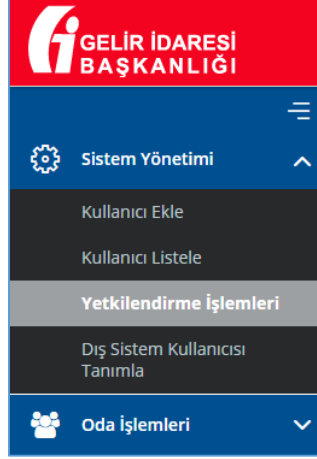 GELİR İDARESİ
BAŞKANLIĞI
Sistem Yönetimi
Kullanıcı Ekle
Kullanıcı Listele
Yetkilendirme İşlemleri
Dış Sistem Kullanıcısı
Tanımla
Oda İşlemleri